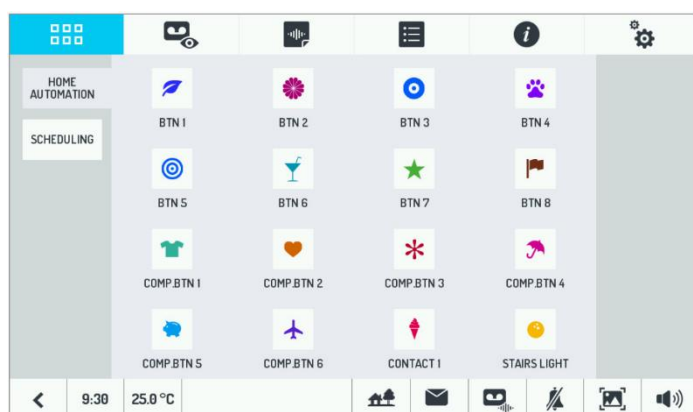 HOME
AUTOMATION
SCHEDULING
BTN 1
BTN 2
BTN 3
BTN 4
BTN 5
BTN 6
BTN 7
BTN 8
COMP.BTN 1
COMP.BTN 2
COMP.BTN 3
COMP.BTN 4
COMP.BTN 5
COMP.BTN 6
CONTACT 1
STAIRS LIGHT
9:30
25.0 °C